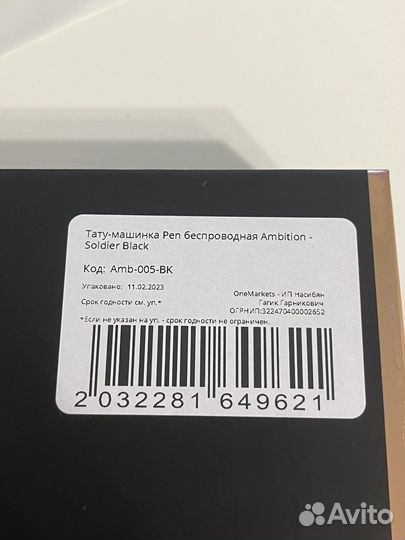 Тату-машинка Pen беспроводная Ambition -
Soldier Black
Код: Amb-005-BK
Упаковано: 11.02.2023
Срок годности см. уп.*
OneMarkets - ИП Насибян
Гагик Гарникович
ОГРНИП:322470400002652
*Если не указан на уп. - срок годности не ограничен.
2 032281 649621
Avito